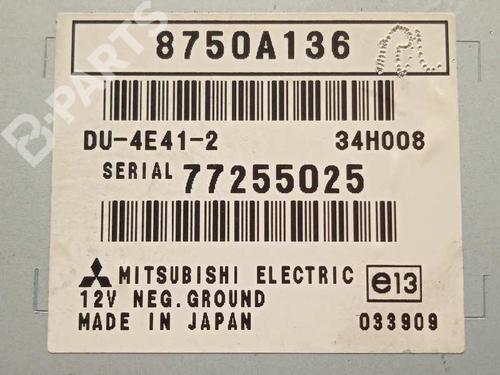 8750A136
DU-4E41-2 34H008
SERIAL 77255025
MITSUBISHI ELECTRIC e13
12V NEG.GROUND
MADE IN JAPAN 033909
B-PARTS